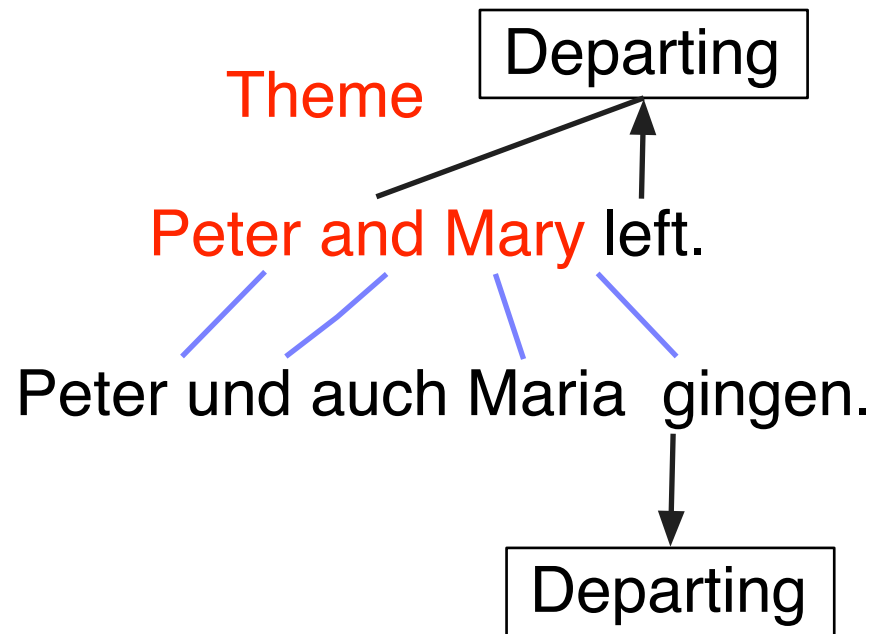 Departing
Theme
Peter and Mary left.
Peter und auch Maria gingen.
Departing